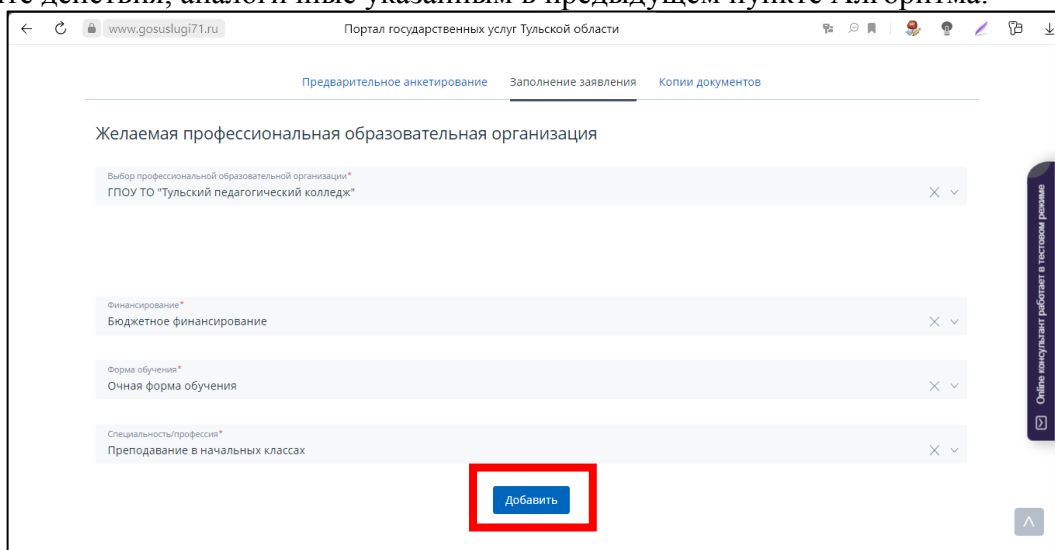 те действия, аналогичные указанным в предыдущем пункте Алгоритма.
www.gosuslugi71.ru Портал государственных услуг Тульской области
Предварительное анкетирование Заполнение заявления Копии документов
Желаемая профессиональная образовательная организация
Выбор профессиональной образовательной организации*
ГПОУ ТО "Тульский педагогический колледж"
Финансирование*
Бюджетное финансирование
Форма обучения*
Очная форма обучения
Специальность/профессия*
Преподавание в начальных классах
Добавить
Online консультант работает в тестовом режиме